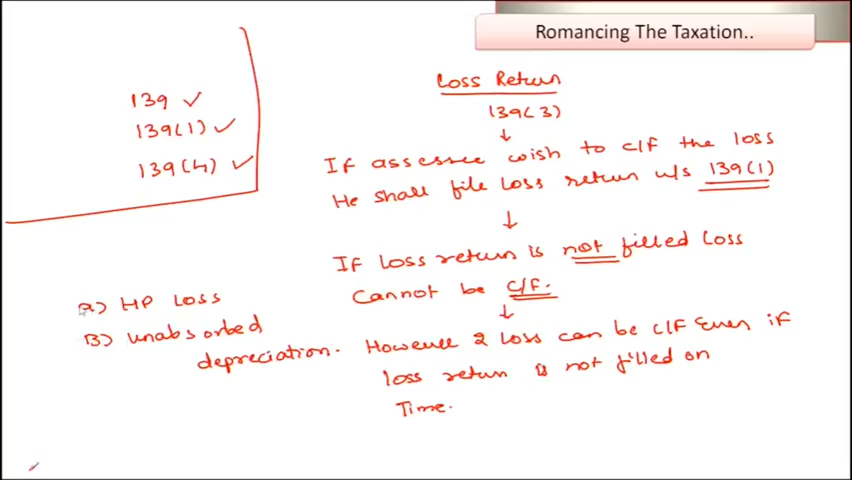 Romancing The Taxation..
139 ✓
139(1) ✓
139(4) ✓
Loss Return
139(3)
↓
If assessee wish to c/F the loss
He shall file loss return u/s 139(1)
↓
If loss return is not filled loss
Cannot be c/F.
↓
However 2 loss can be c/F Even if
loss return is not filled on
Time.
A) HP loss
B) unabsorbed
depreciation.